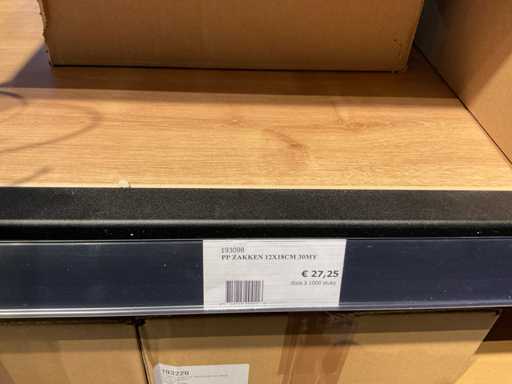 193098
PP ZAKKEN 12X18CM 30MY
€ 27,25
doos à 1000 stuks
193220